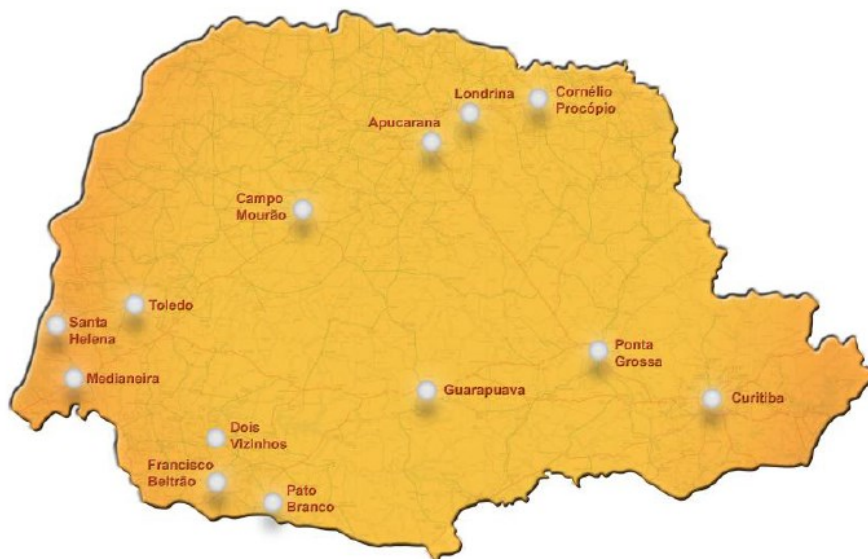 Londrina
Cornélio
Procópio
Apucarana
Campo
Mourão
Toledo
Santa
Helena
Medianeira
Ponta
Grossa
Guarapuava
Curitiba
Dois
Vizinhos
Francisco
Beltrão
Pato
Branco